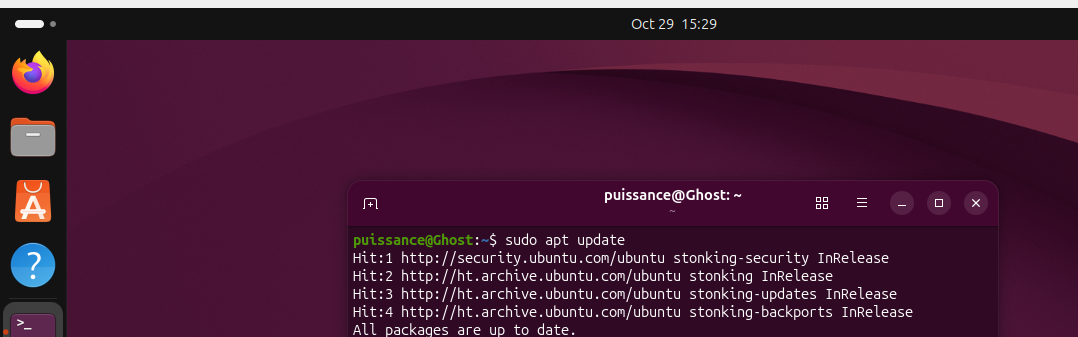 Oct 29 15:29
puissance@Ghost: ~
~
puissance@Ghost:~$ sudo apt update
Hit:1 http://security.ubuntu.com/ubuntu stonking-security InRelease
Hit:2 http://ht.archive.ubuntu.com/ubuntu stonking InRelease
Hit:3 http://ht.archive.ubuntu.com/ubuntu stonking-updates InRelease
Hit:4 http://ht.archive.ubuntu.com/ubuntu stonking-backports InRelease
All packages are up to date.